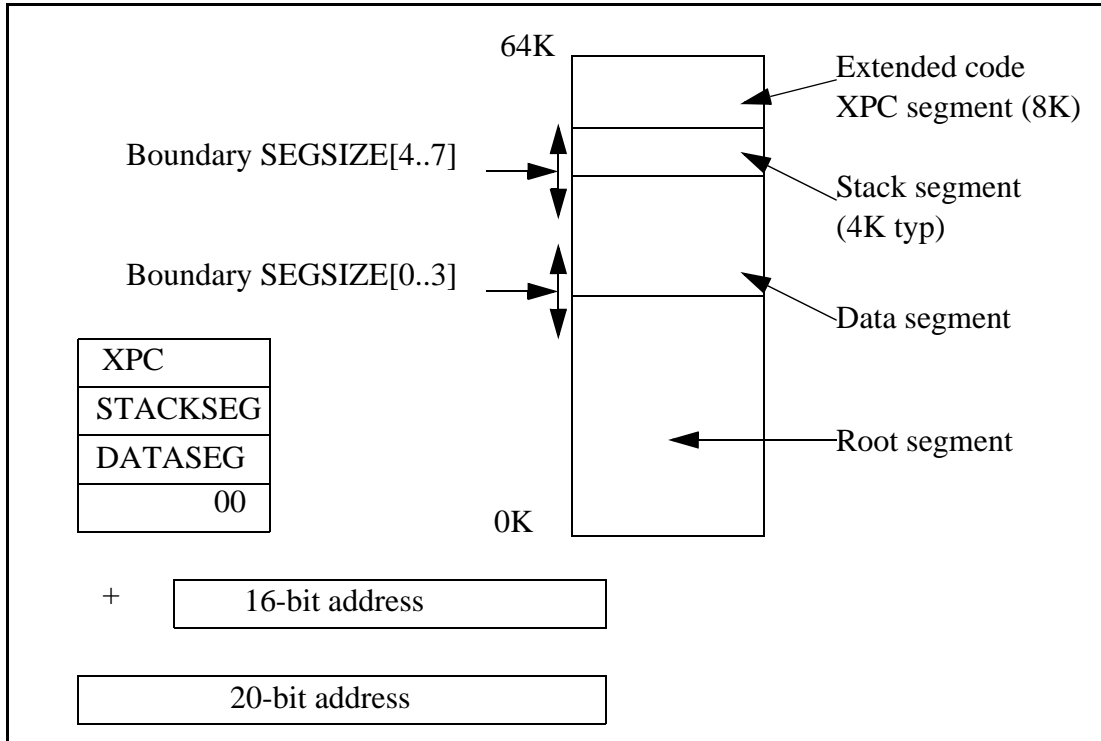 64K
Extended code
XPC segment (8K)
Boundary SEGSIZE[4..7]
Stack segment
(4K typ)
Boundary SEGSIZE[0..3]
Data segment
XPC
STACKSEG
DATASEG
00
Root segment
0K
+
16-bit address
20-bit address